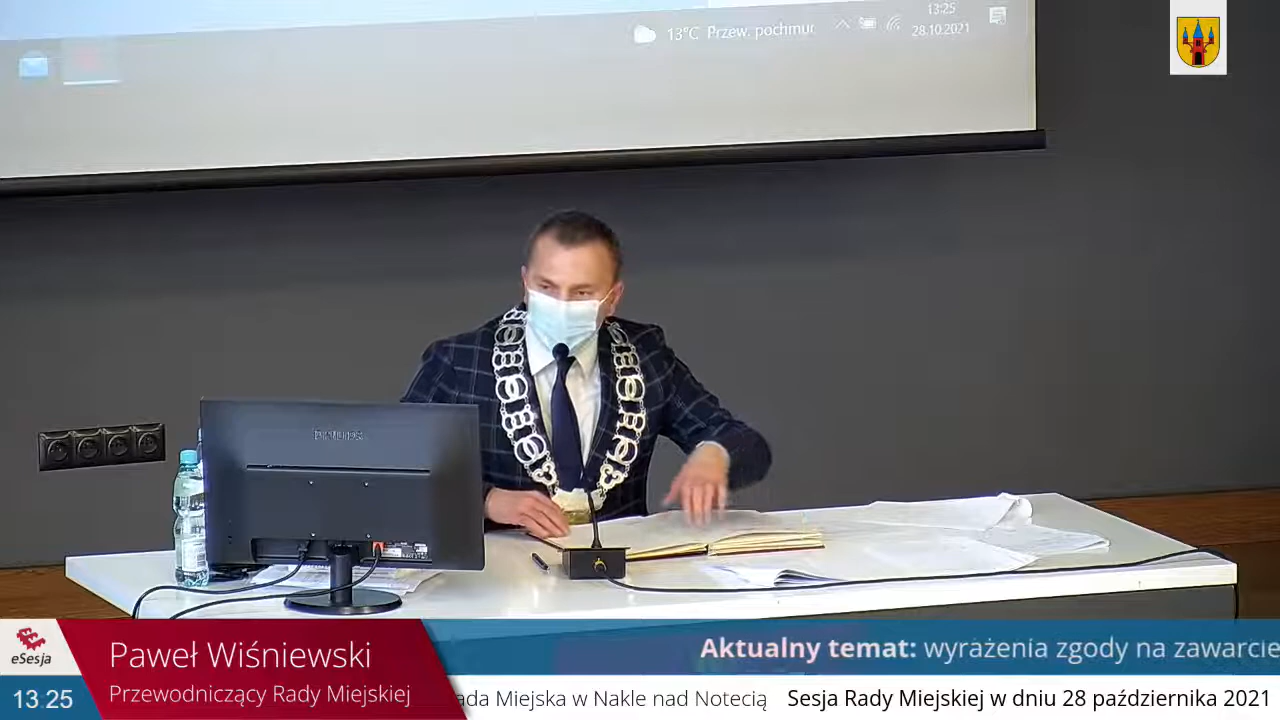 13°C Przew. pochmur
13:25
28.10.2021
PHILIPS
eSesja
Paweł Wiśniewski
Przewodniczący Rady Miejskiej
13:25
Aktualny temat: wyrażenia zgody na zawarcie
ada Miejska w Nakle nad Notecią
Sesja Rady Miejskiej w dniu 28 października 2021